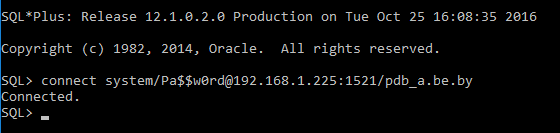 SQL*Plus: Release 12.1.0.2.0 Production on Tue Oct 25 16:08:35 2016
Copyright (c) 1982, 2014, Oracle.  All rights reserved.
SQL> connect system/Pa$$w0rd@192.168.1.225:1521/pdb_a.be.by
Connected.
SQL> _